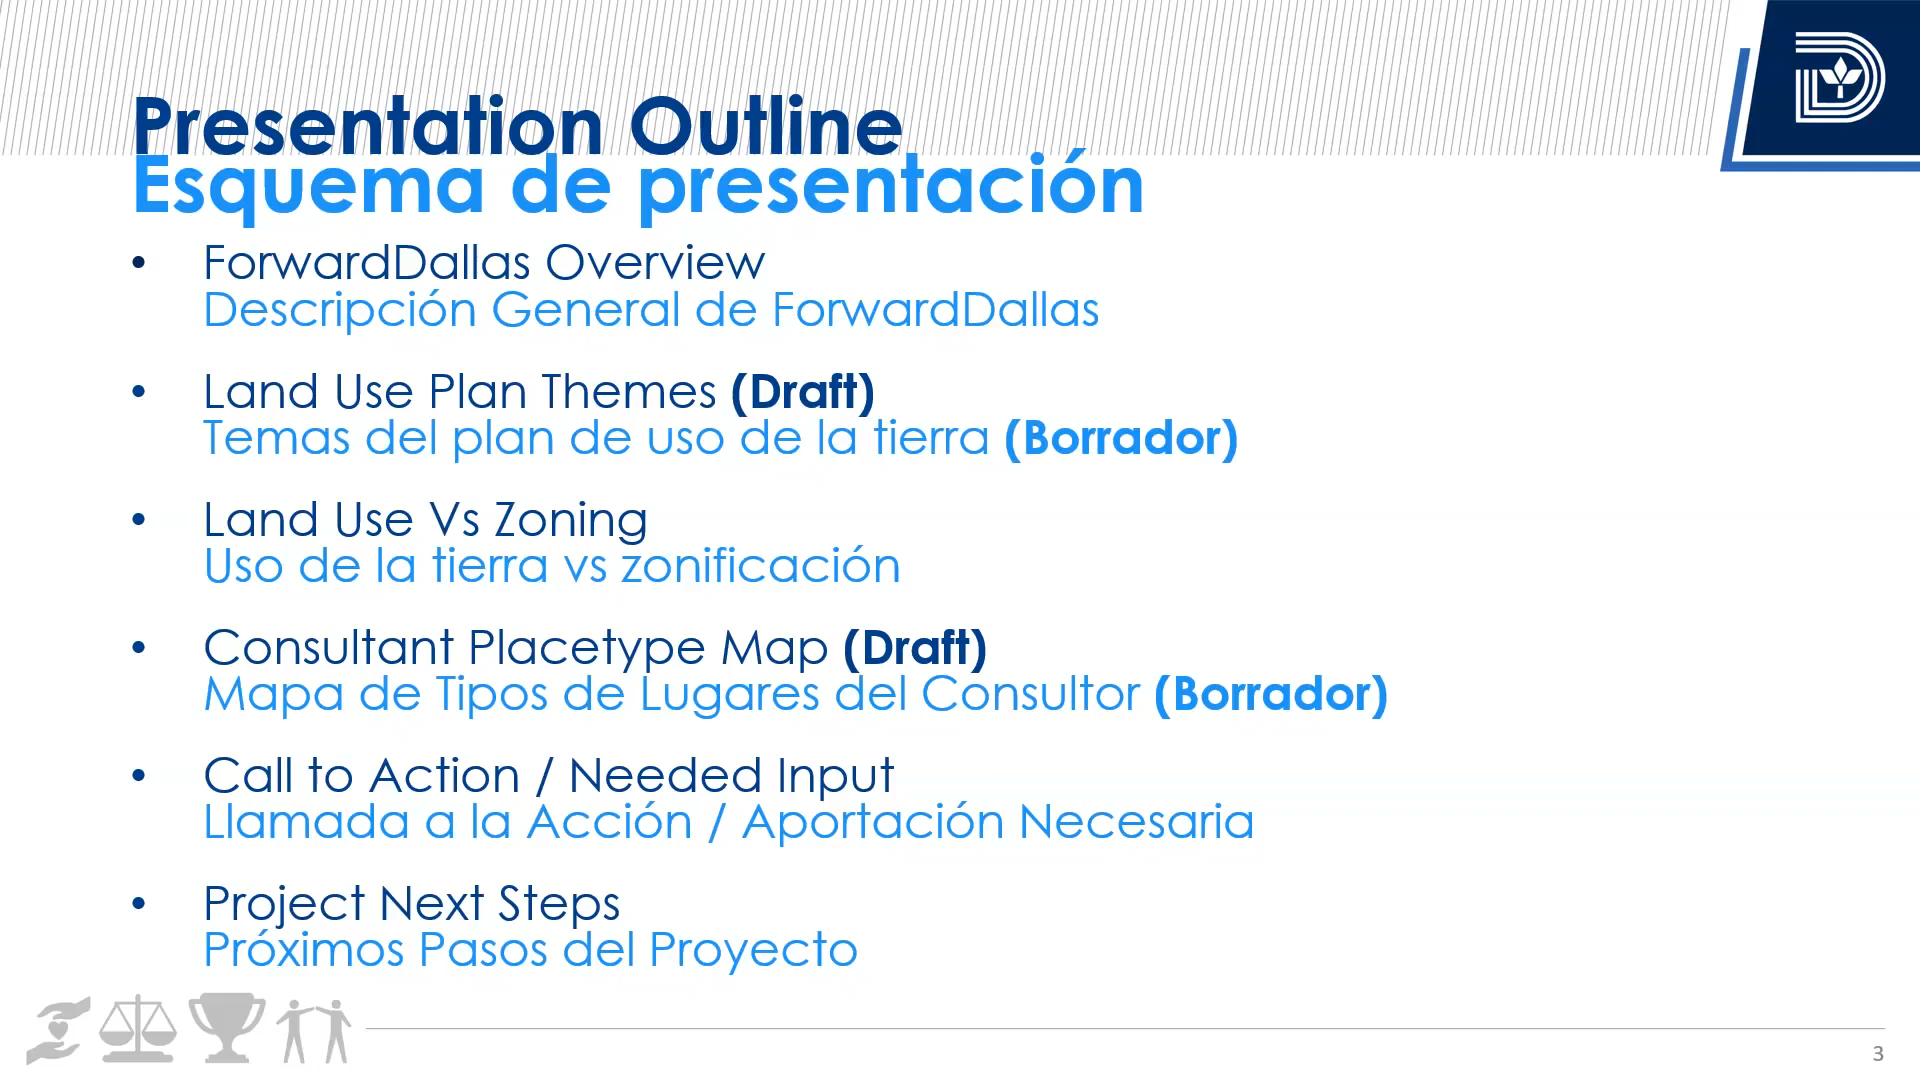 Presentation Outline
Esquema de presentación
• ForwardDallas Overview
Descripción General de ForwardDallas
• Land Use Plan Themes (Draft)
Temas del plan de uso de la tierra (Borrador)
• Land Use Vs Zoning
Uso de la tierra vs zonificación
• Consultant Placetype Map (Draft)
Mapa de Tipos de Lugares del Consultor (Borrador)
• Call to Action / Needed Input
Llamada a la Acción / Aportación Necesaria
• Project Next Steps
Próximos Pasos del Proyecto
3